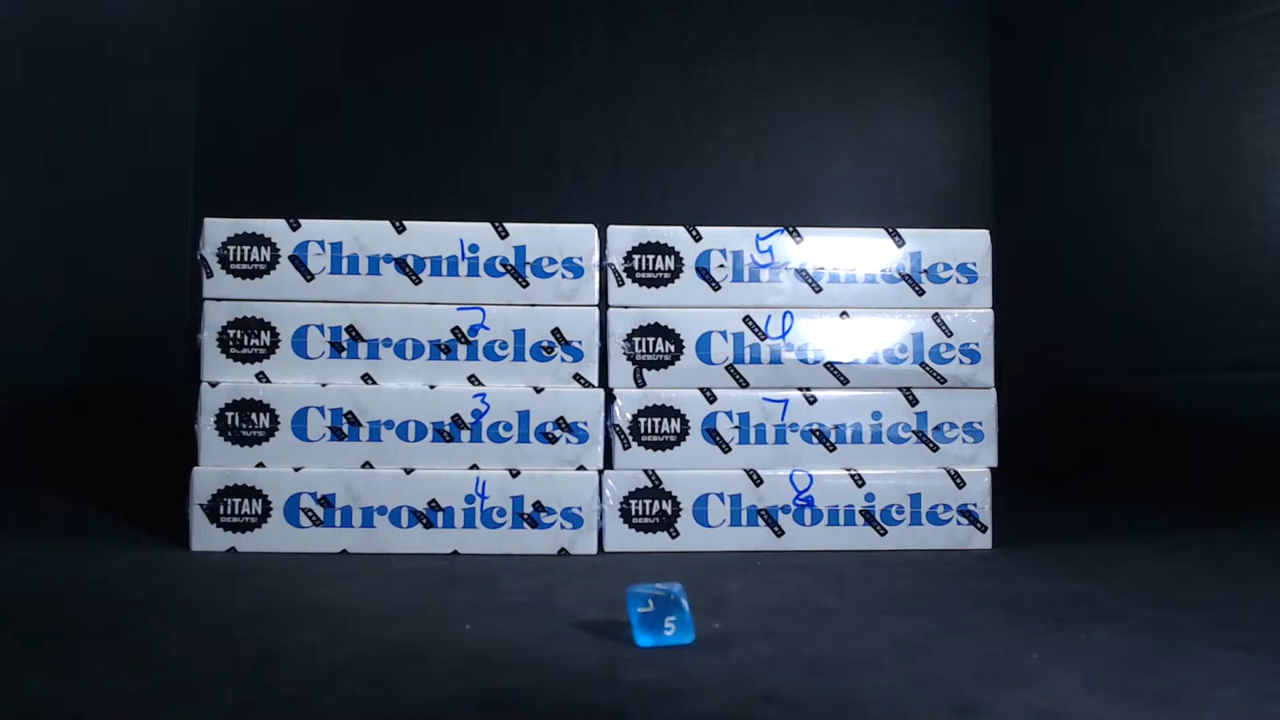 TITAN DEBUTS! Chronicles 1
TITAN DEBUTS! Chronicles 2
TITAN DEBUTS! Chronicles 3
TITAN DEBUTS! Chronicles 4
TITAN DEBUTS! Chronicles 5
TITAN DEBUTS! Chronicles 6
TITAN DEBUTS! Chronicles 7
TITAN DEBUTS! Chronicles 8
7
5